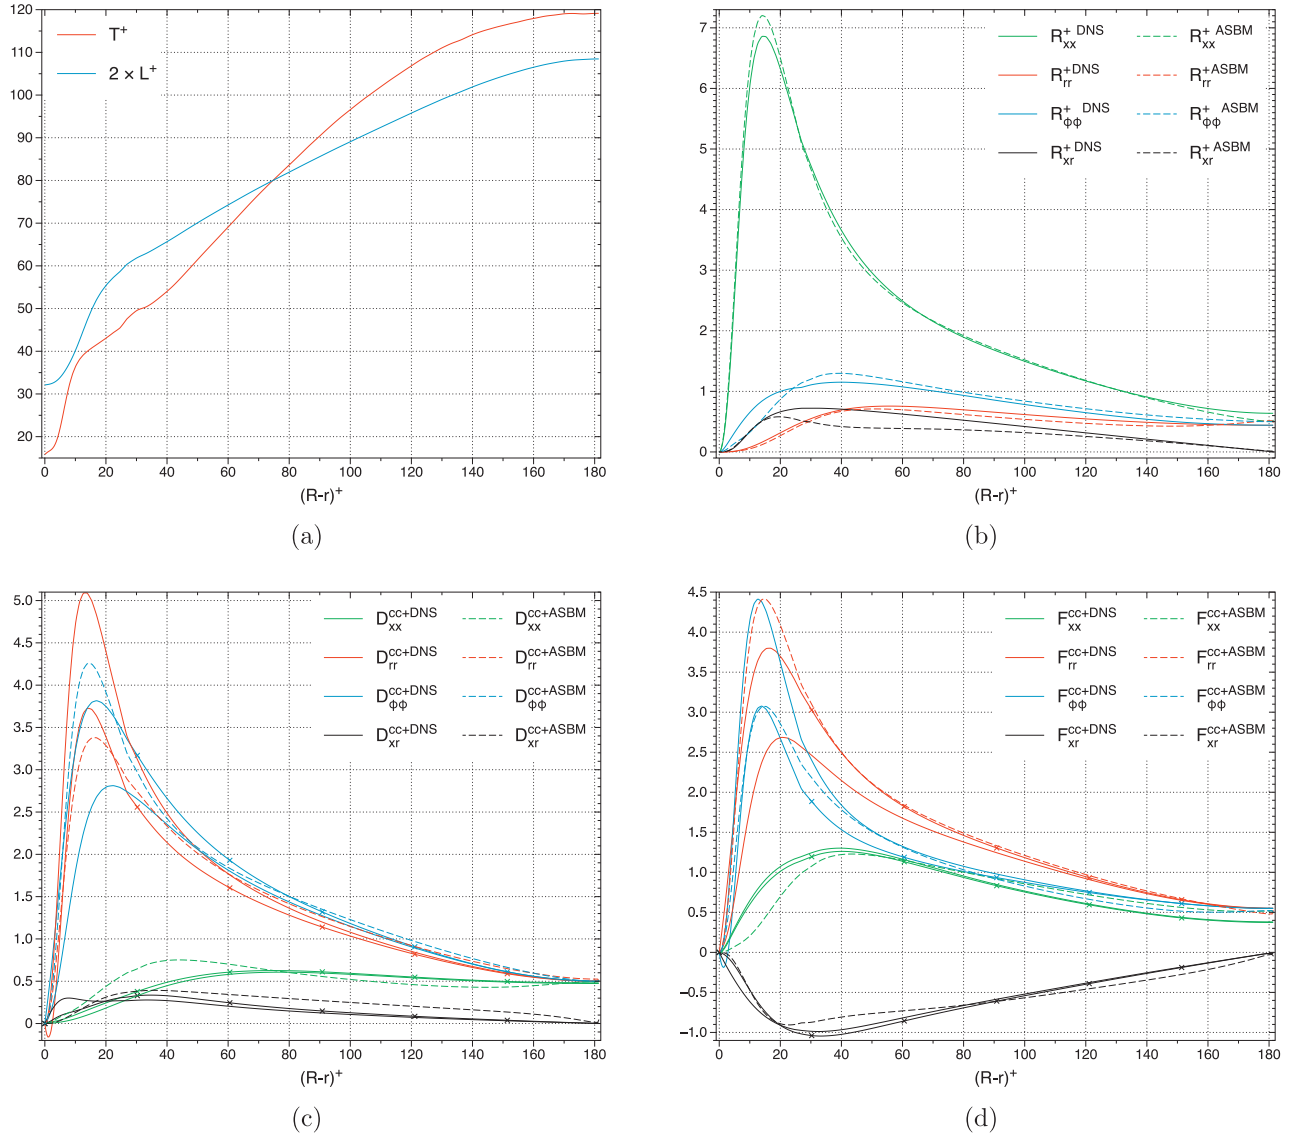 120
110
100
90
80
70
60
50
40
30
20
T+
2 × L+
0 20 40 60 80 100 120 140 160 182
(R-r)+
(a)
7
6
5
4
3
2
1
0
R+ DNS xx R+ ASBM xx
R+DNS rr R+ASBM rr
R+ DNS φφ R+ ASBM φφ
R+DNS xr R+ASBM xr
0 20 40 60 80 100 120 140 160 182
(R-r)+
(b)
5.0
4.5
4.0
3.5
3.0
2.5
2.0
1.5
1.0
0.5
0
Dcc+DNS xx Dcc+ASBM xx
Dcc+DNS rr Dcc+ASBM rr
Dcc+DNS φφ Dcc+ASBM φφ
Dcc+DNS xr Dcc+ASBM xr
0 20 40 60 80 100 120 140 160 181
(R-r)+
(c)
4.5
4.0
3.5
3.0
2.5
2.0
1.5
1.0
0.5
0
−0.5
−1.0
Fcc+DNS xx Fcc+ASBM xx
Fcc+DNS rr Fcc+ASBM rr
Fcc+DNS φφ Fcc+ASBM φφ
Fcc+DNS xr Fcc+ASBM xr
0 20 40 60 80 100 120 140 160 182
(R-r)+
(d)